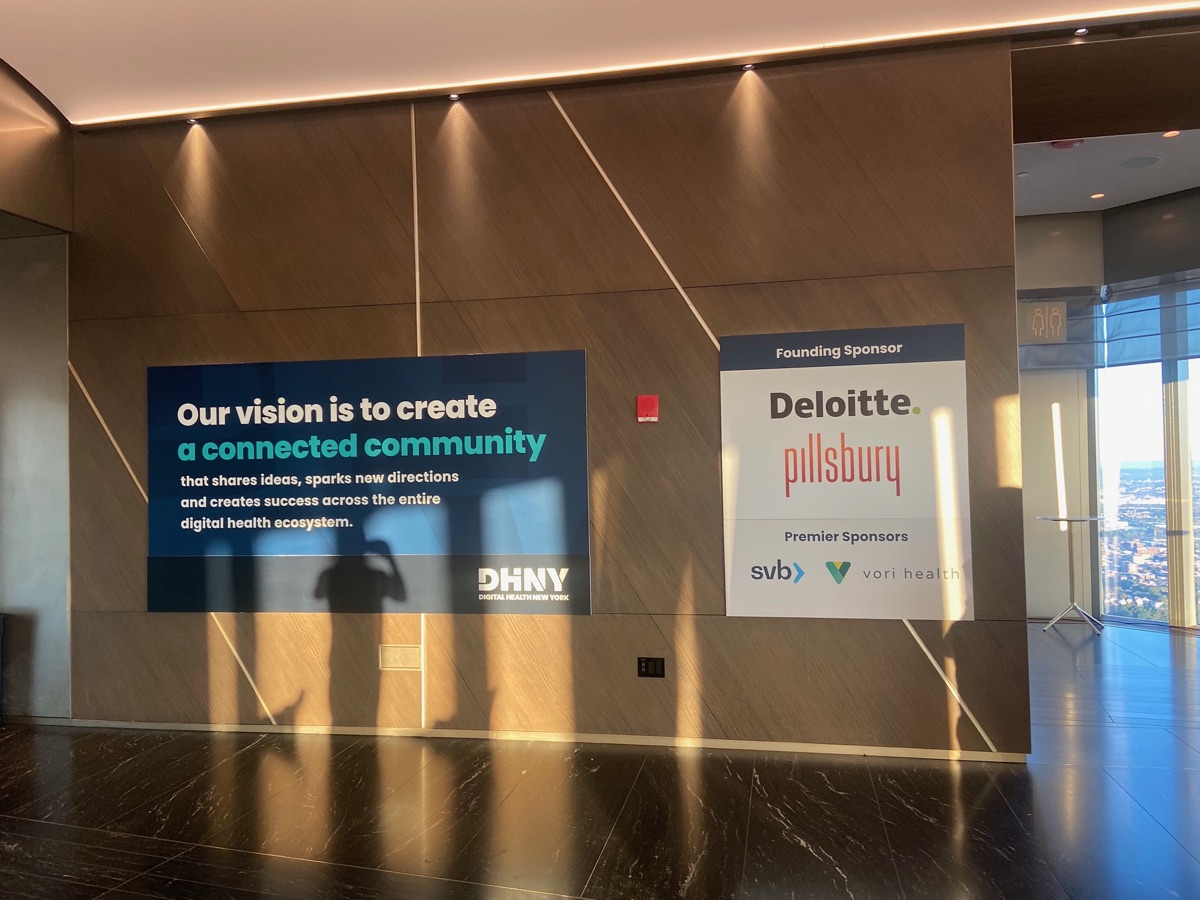 Our vision is to create
a connected community
that shares ideas, sparks new directions
and creates success across the entire
digital health ecosystem.
DHNY
DIGITAL HEALTH NEW YORK
Founding Sponsor
Deloitte.
pillsbury
Premier Sponsors
svb
vori health